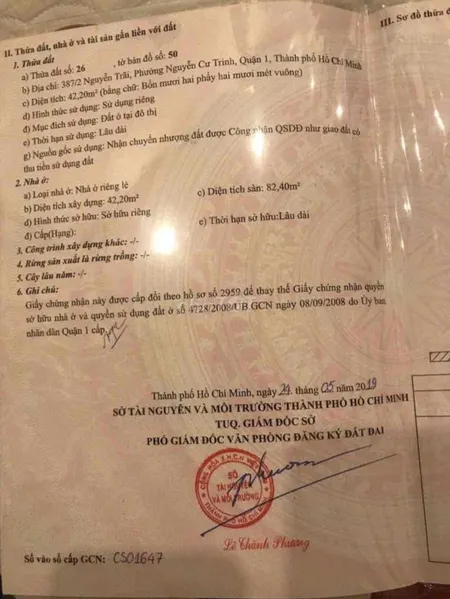 II. Thửa đất, nhà ở và tài sản gắn liền với đất
III. Sơ đồ thửa đ
1. Thửa đất:
a) Thửa đất số: 26 , tờ bản đồ số: 50
b) Địa chỉ: 387/2 Nguyễn Trãi, Phường Nguyễn Cư Trinh, Quận 1, Thành phố Hồ Chí Minh
c) Diện tích: 42,20m² (bằng chữ: Bốn mươi hai phẩy hai mươi mét vuông)
d) Hình thức sử dụng: Sử dụng riêng
đ) Mục đích sử dụng: Đất ở tại đô thị
e) Thời hạn sử dụng: Lâu dài
g) Nguồn gốc sử dụng: Nhận chuyển nhượng đất được Công nhận QSDĐ như giao đất có
thu tiền sử dụng đất
2. Nhà ở:
a) Loại nhà ở: Nhà ở riêng lẻ
b) Diện tích xây dựng: 42,20m²
c) Diện tích sàn: 82,40m²
d) Hình thức sở hữu: Sở hữu riêng
đ) Cấp(Hạng):
e) Thời hạn sở hữu:Lâu dài
3. Công trình xây dựng khác: -/-
4. Rừng sản xuất là rừng trồng: -/-
5. Cây lâu năm: -/-
6. Ghi chú:
Giấy chứng nhận này được cấp đổi theo hồ sơ số 2959 để thay thế Giấy chứng nhận quyền
sở hữu nhà ở và quyền sử dụng đất ở số 4728/2008/UB.GCN ngày 08/09/2008 do Ủy ban
nhân dân Quận 1 cấp.
Thành phố Hồ Chí Minh, ngày 24 tháng 05 năm 2019
SỞ TÀI NGUYÊN VÀ MÔI TRƯỜNG THÀNH PHỐ HỒ CHÍ MINH
TUQ. GIÁM ĐỐC SỞ
PHÓ GIÁM ĐỐC VĂN PHÒNG ĐĂNG KÝ ĐẤT ĐAI
SỞ
TÀI NGUYÊN
VÀ MÔI TRƯỜNG
Lê Thành Phương
Số vào sổ cấp GCN: CS01647